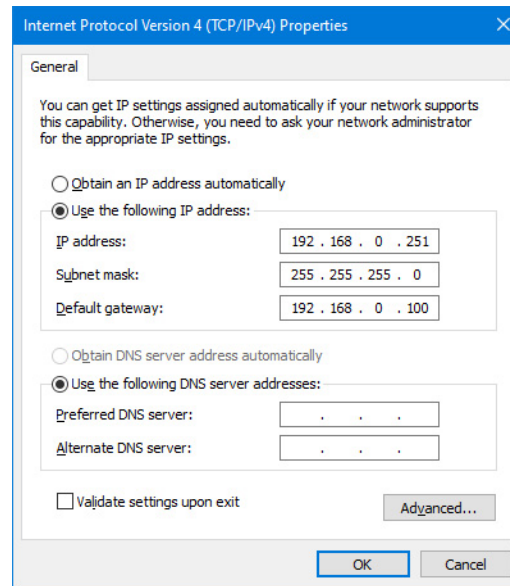 Internet Protocol Version 4 (TCP/IPv4) Properties
General
You can get IP settings assigned automatically if your network supports
this capability. Otherwise, you need to ask your network administrator
for the appropriate IP settings.
Obtain an IP address automatically
Use the following IP address:
IP address: 192 . 168 . 0 . 251
Subnet mask: 255 . 255 . 255 . 0
Default gateway: 192 . 168 . 0 . 100
Obtain DNS server address automatically
Use the following DNS server addresses:
Preferred DNS server: . . .
Alternate DNS server: . . .
Validate settings upon exit
Advanced...
OK Cancel